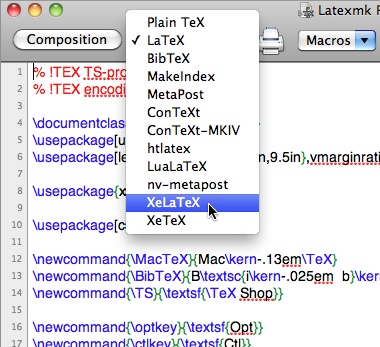 Latexmk
Composition
Macros
Plain TeX
✓ LaTeX
BibTeX
MakeIndex
MetaPost
ConTeXt
ConTeXt-MKIV
htlatex
LuaLaTeX
nv-metapost
XeLaTeX
XeTeX
1 % !TEX TS-pro
2 % !TEX encodi
3
4 \documentclas
5 \usepackage[u
6 \usepackage[le n,9.5in},vmarginratio
7
8 \usepackage{x
9
10 \usepackage[c
11
12 \newcommand{\MacTeX}{Mac\kern-.13em\TeX}
13 \newcommand{\BibTeX}{B\textsc{i\kern-.025em b}\ker
14 \newcommand{\TS}{\textsf{\TeX Shop}}
15
16 \newcommand{\optkey}{\textsf{Opt}}
17 \newcommand{\ctlkey}{\textsf{Ctl}}